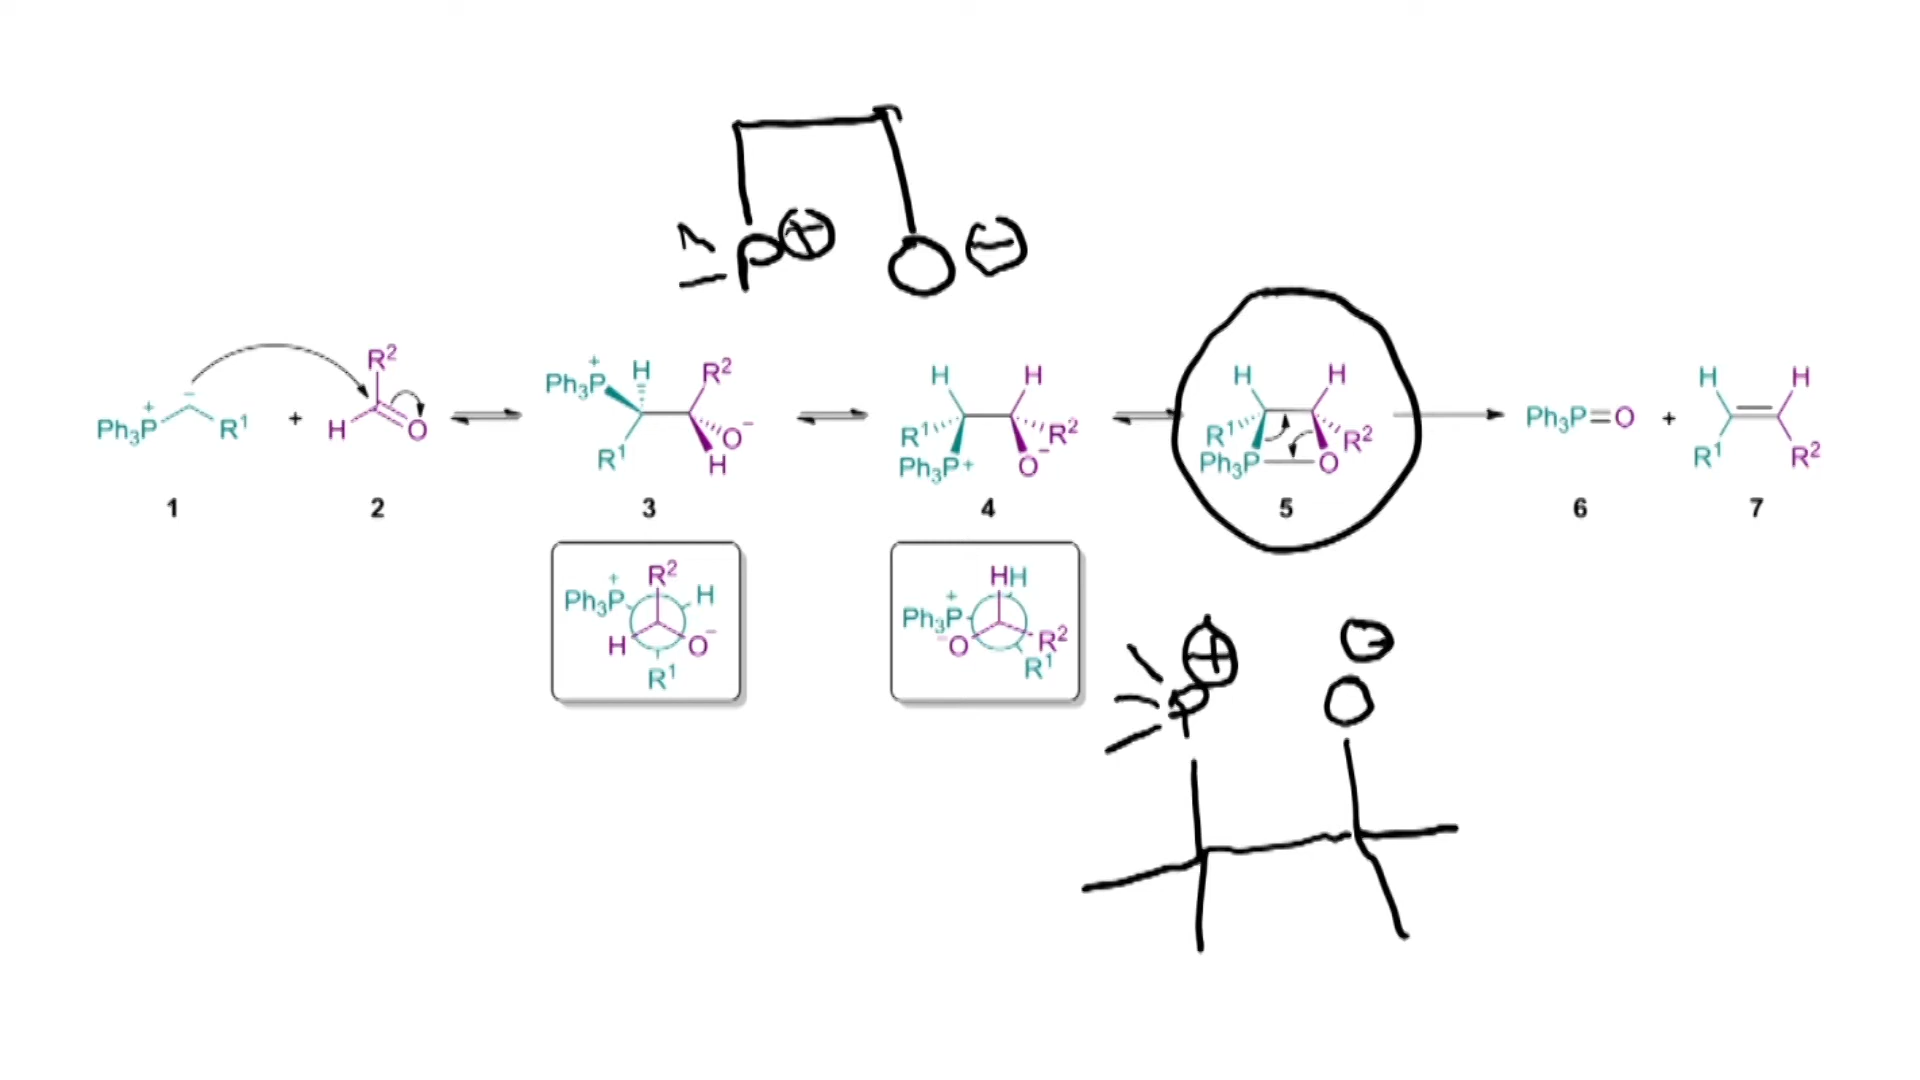 P⊕ O⊖
Ph₃P⁺ ⁻ R¹ + R² H O ⇌ Ph₃P⁺ H R² R¹ O⁻ H ⇌ H H R¹ R² Ph₃P⁺ O⁻ ⇌ H H R¹ R² Ph₃P O → Ph₃P=O + H H R¹ R²
1 2 3 4 5 6 7
Ph₃P⁺ R² H H O⁻ R¹
Ph₃P⁺ H H ⁻O R² R¹
⊕ ⊖
P O